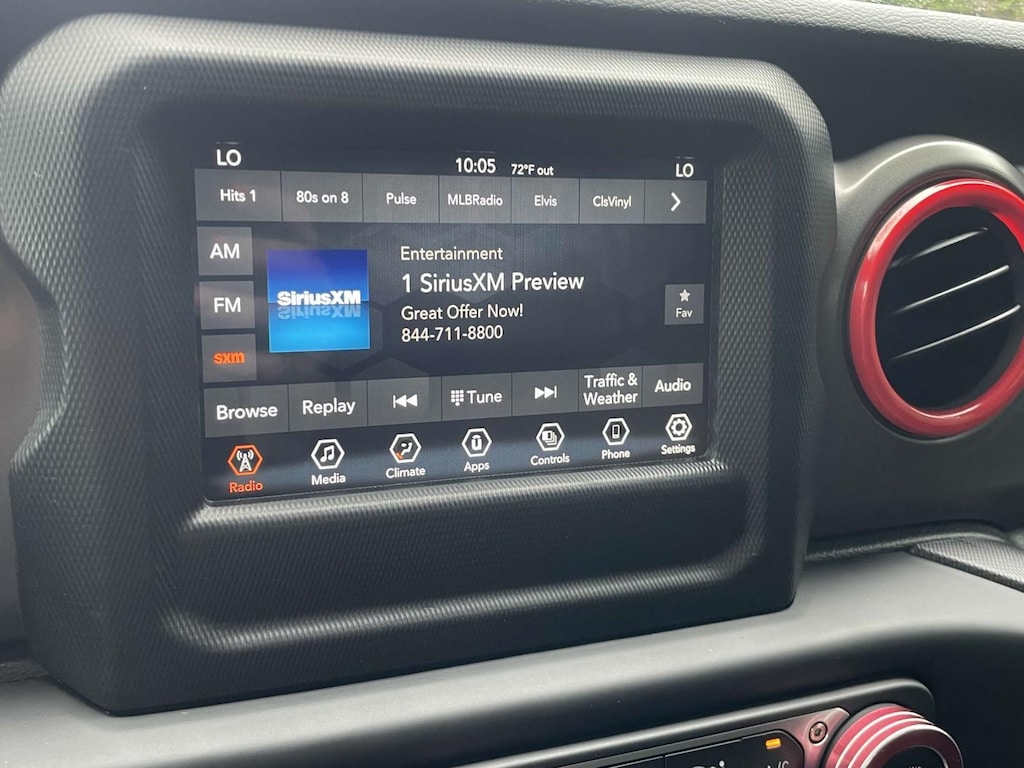 LO 10:05 72°F out LO
Hits 1 80s on 8 Pulse MLBRadio Elvis ClsVinyl
AM
FM
sxm
SiriusXM
Entertainment
1 SiriusXM Preview
Great Offer Now!
844-711-8800
Fav
Browse Replay Tune Traffic & Weather Audio
Radio Media Climate Apps Controls Phone Settings